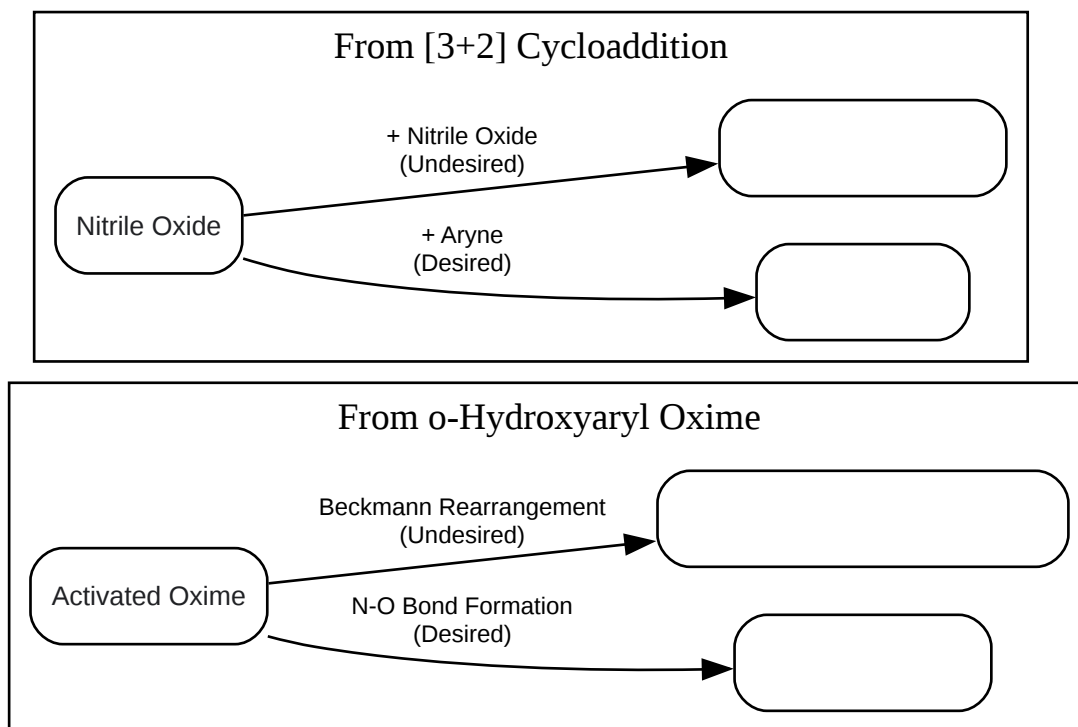 From [3+2] Cycloaddition
+ Nitrile Oxide
(Undesired)
Nitrile Oxide
+ Aryne
(Desired)
From o-Hydroxyaryl Oxime
Beckmann Rearrangement
(Undesired)
Activated Oxime
N-O Bond Formation
(Desired)